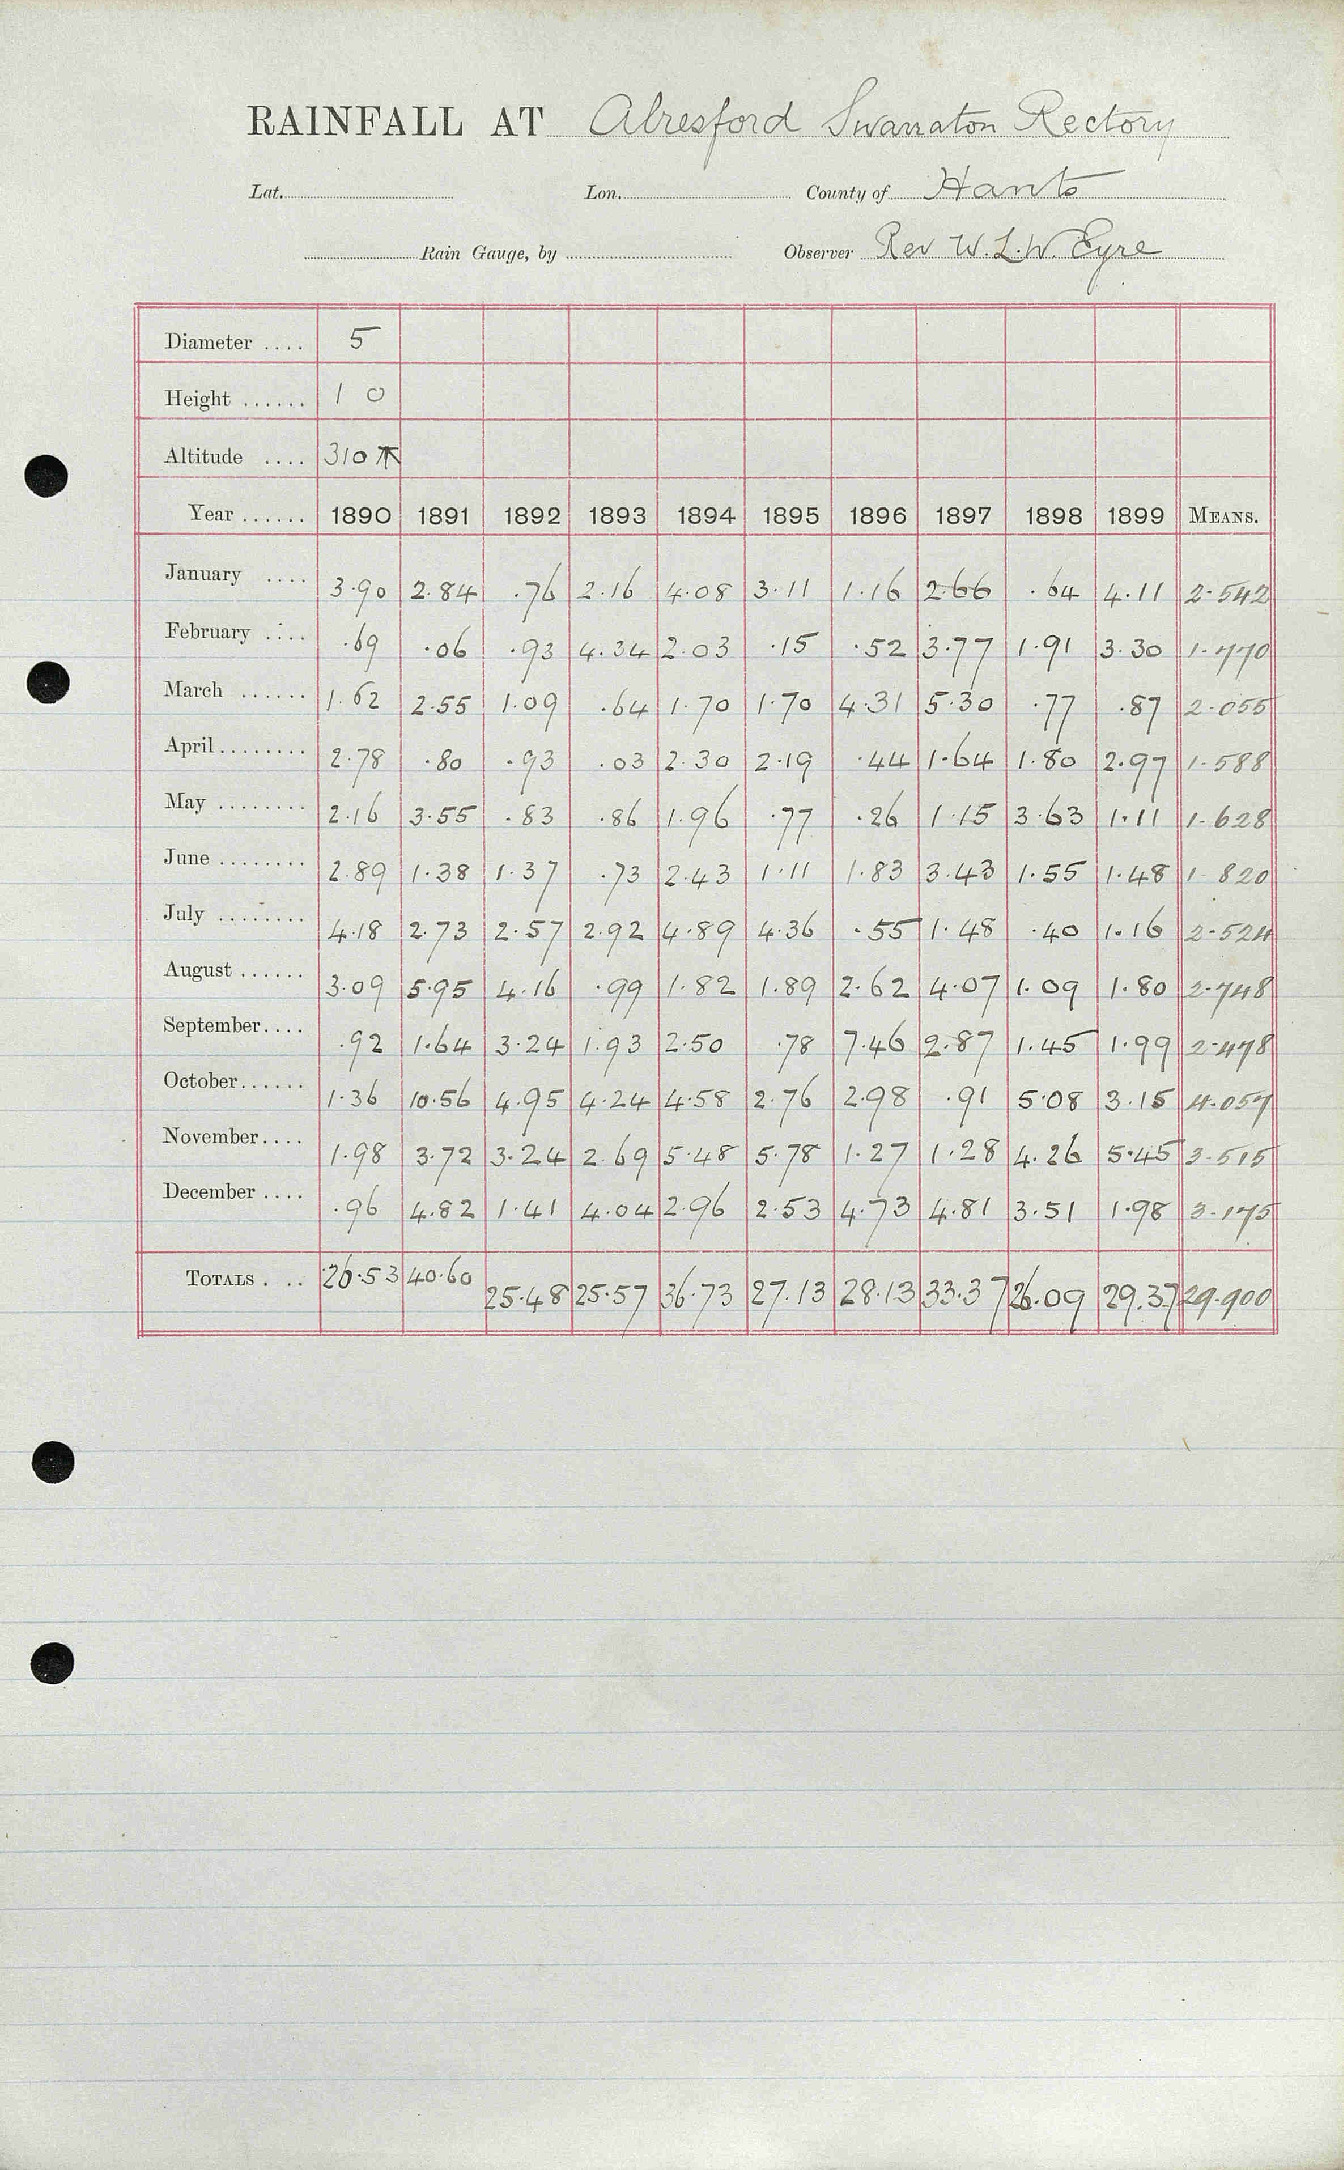 RAINFALL AT Alresford Swarraton Rectory
Lat. Lon. County of Hants
Rain Gauge, by Observer Rev W. L. W. Eyre
Diameter .... 5
Height ...... 1 0
Altitude .... 310
Year ...... 1890 1891 1892 1893 1894 1895 1896 1897 1898 1899 MEANS.
January .... 3.90 2.84 .76 2.16 4.08 3.11 1.16 2.66 .64 4.11 2.542
February .... .69 .06 .93 4.34 2.03 .15 .52 3.77 1.91 3.30 1.770
March ...... 1.62 2.55 1.09 .64 1.70 1.70 4.31 5.30 .77 .87 2.055
April ........ 2.78 .80 .93 .03 2.30 2.19 .44 1.64 1.80 2.97 1.588
May ........ 2.16 3.55 .83 .86 1.96 .77 .26 1.15 3.63 1.11 1.628
June ........ 2.89 1.38 1.37 .73 2.43 1.11 1.83 3.43 1.55 1.48 1.820
July ........ 4.18 2.73 2.57 2.92 4.89 4.36 .55 1.48 .40 1.16 2.524
August ...... 3.09 5.95 4.16 .99 1.82 1.89 2.62 4.07 1.09 1.80 2.748
September.... .92 1.64 3.24 1.93 2.50 .78 7.46 2.87 1.45 1.99 2.478
October...... 1.36 10.56 4.95 4.24 4.58 2.76 2.98 .91 5.08 3.15 4.057
November.... 1.98 3.72 3.24 2.69 5.48 5.78 1.27 1.28 4.26 5.45 3.515
December .... .96 4.82 1.41 4.04 2.96 2.53 4.73 4.81 3.51 1.98 3.175
TOTALS . .. 26.53 40.60 25.48 25.57 36.73 27.13 28.13 33.37 26.09 29.37 29.900